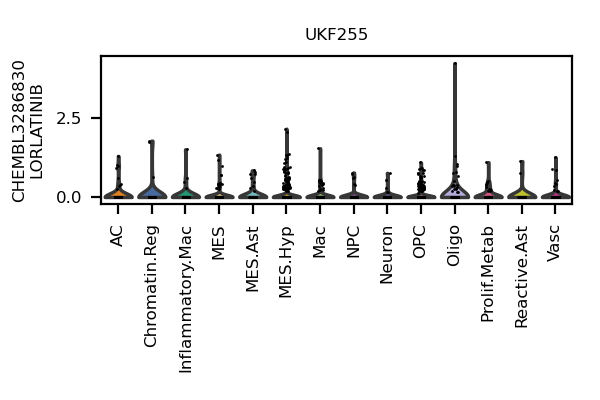 UKF255
CHEMBL3286830
LORLATINIB
2.5
0.0
AC
Chromatin.Reg
Inflammatory.Mac
MES
MES.Ast
MES.Hyp
Mac
NPC
Neuron
OPC
Oligo
Prolif.Metab
Reactive.Ast
Vasc